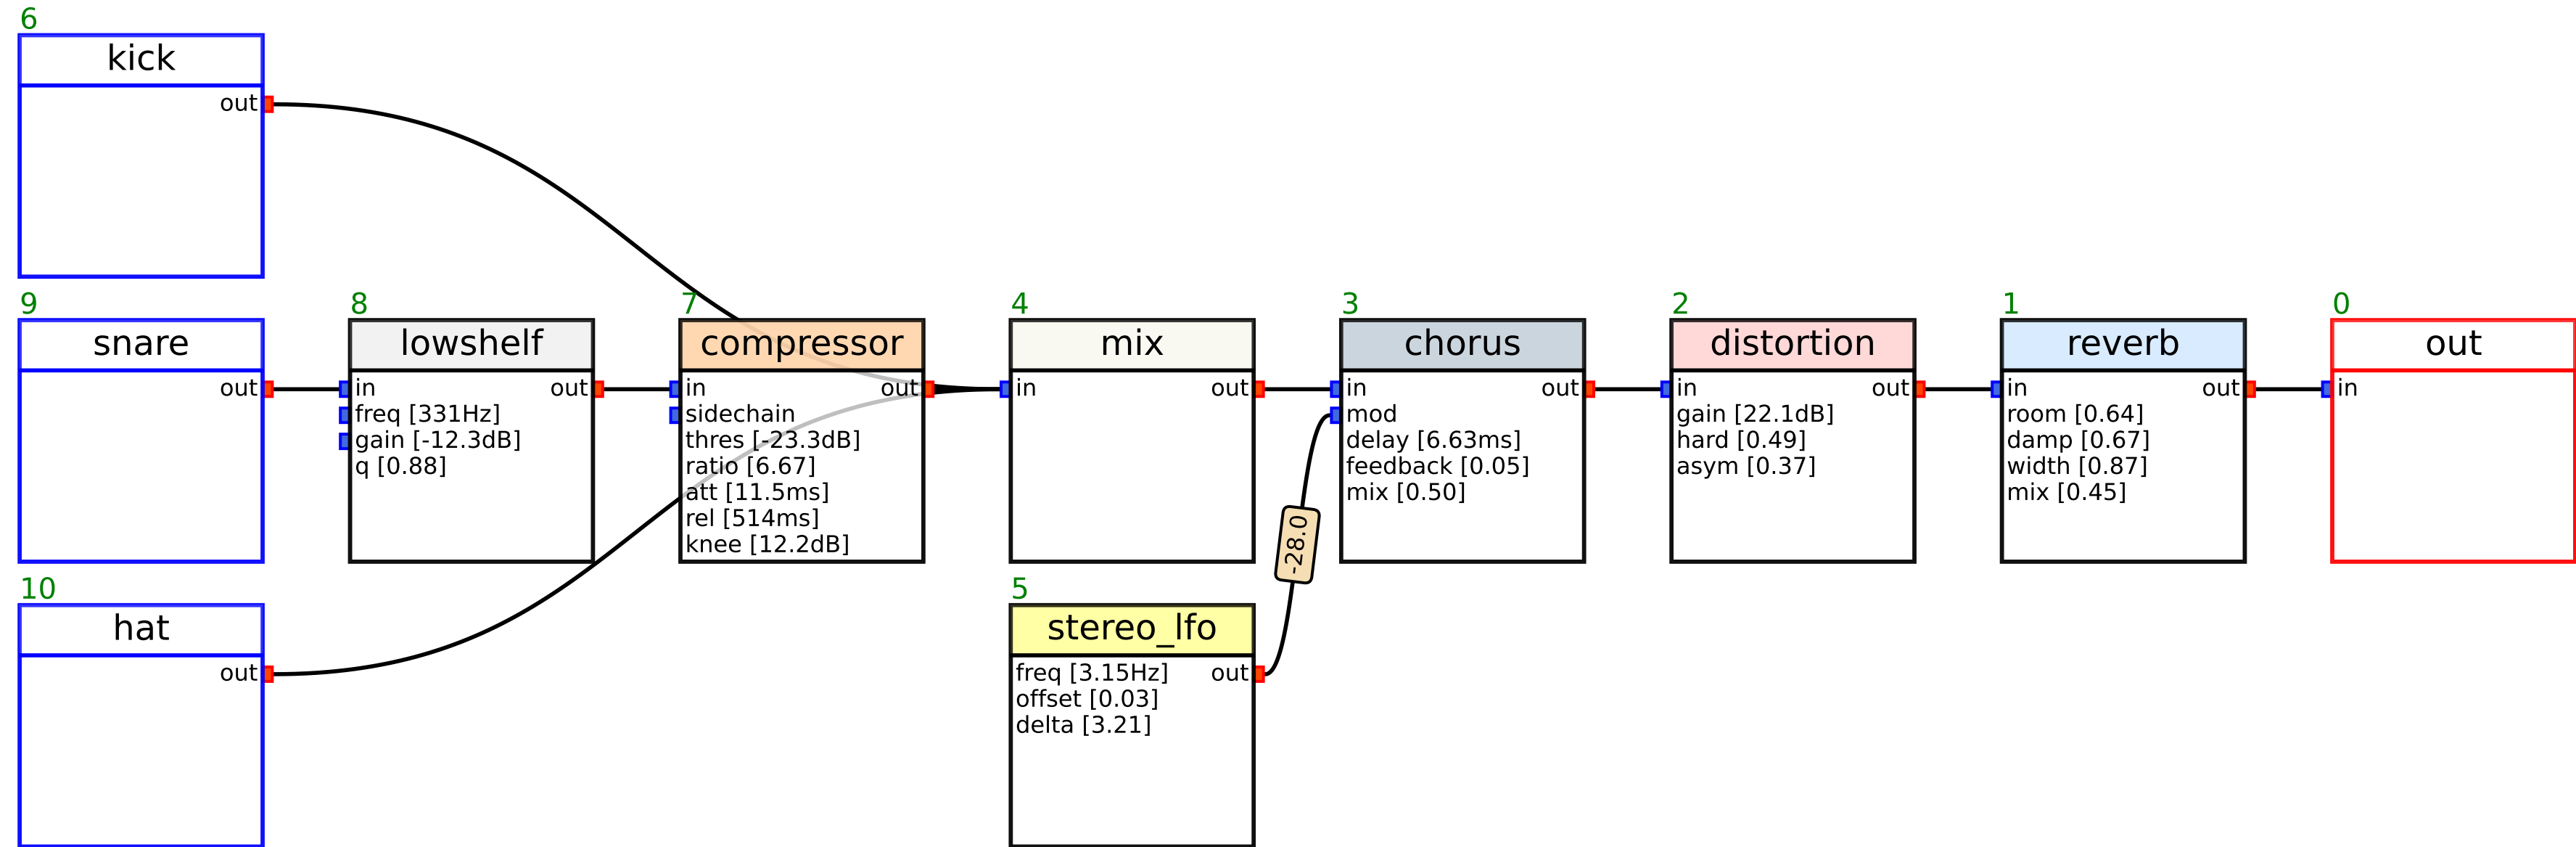 6
kick
out
9
snare
out
8
lowshelf
in out
freq [331Hz]
gain [-12.3dB]
q [0.88]
7
compressor
in out
sidechain
thres [-23.3dB]
ratio [6.67]
att [11.5ms]
rel [514ms]
knee [12.2dB]
4
mix
in out
3
chorus
in out
mod
delay [6.63ms]
feedback [0.05]
mix [0.50]
2
distortion
in out
gain [22.1dB]
hard [0.49]
asym [0.37]
1
reverb
in out
room [0.64]
damp [0.67]
width [0.87]
mix [0.45]
0
out
in
-28.0
10
hat
out
5
stereo_lfo
freq [3.15Hz] out
offset [0.03]
delta [3.21]